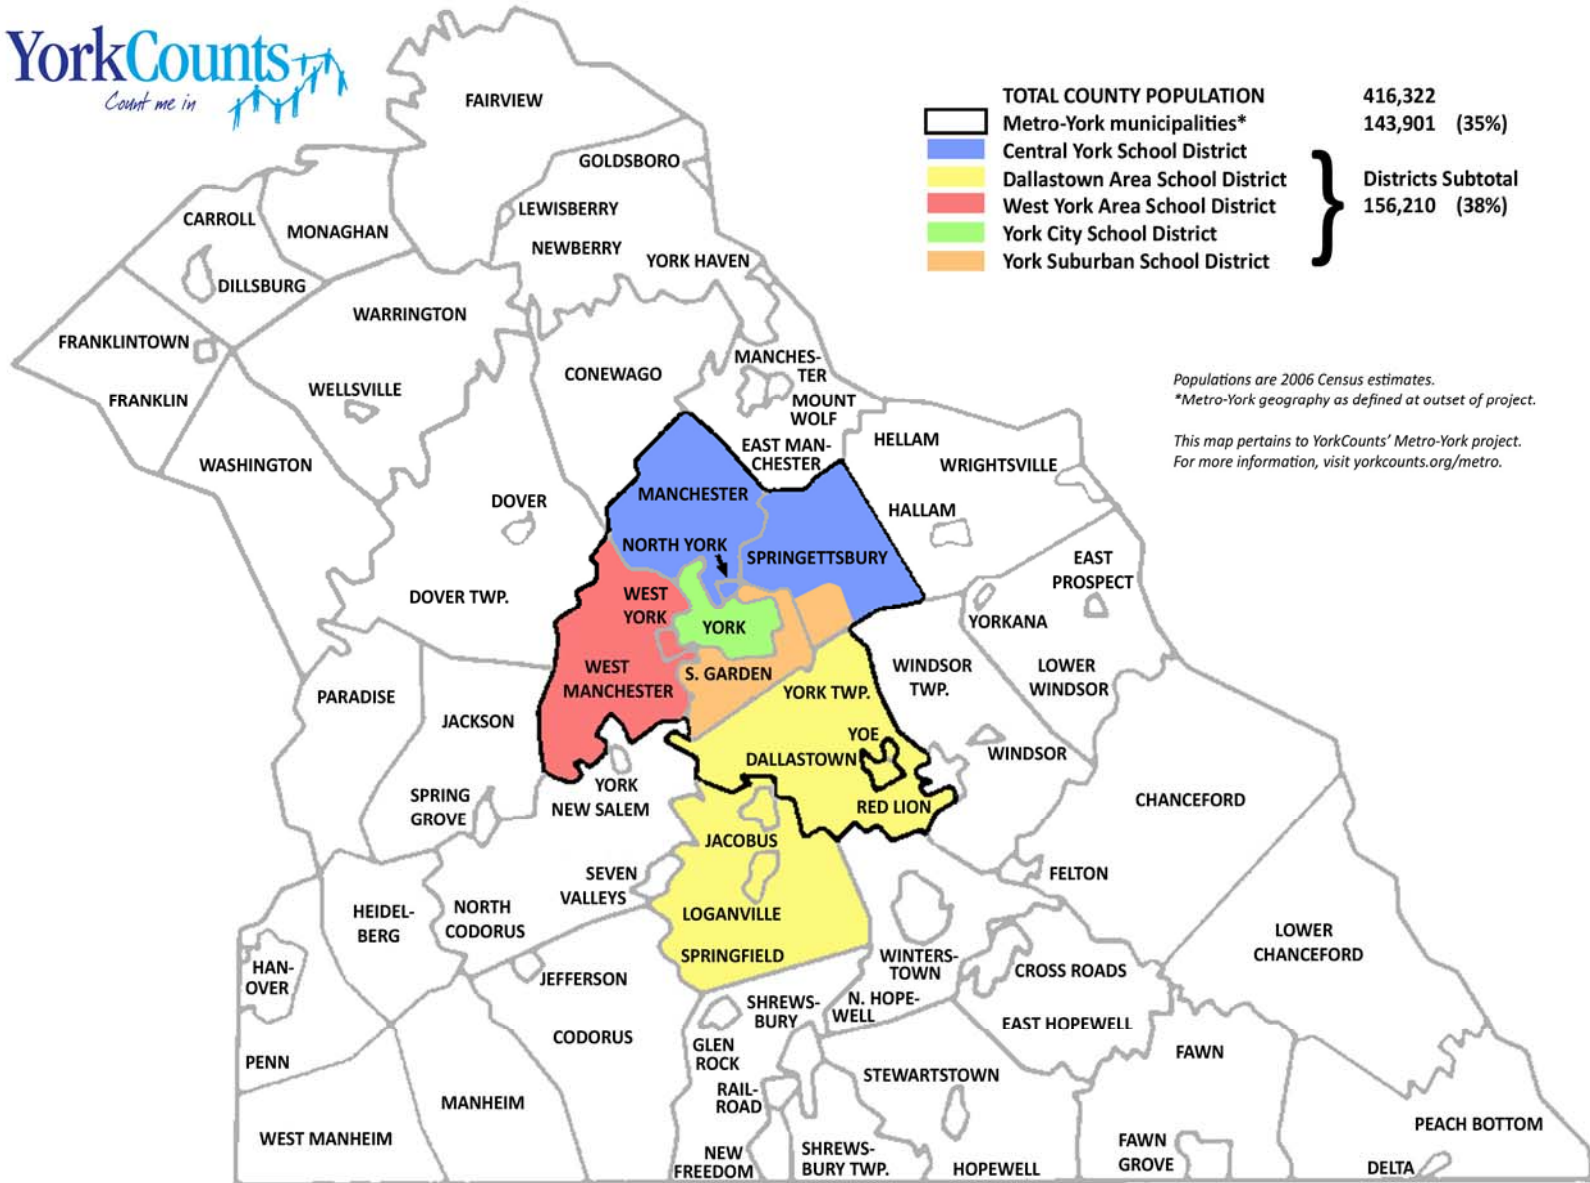 YorkCounts
Count me in
TOTAL COUNTY POPULATION 416,322
Metro-York municipalities* 143,901 (35%)
Central York School District
Dallastown Area School District
West York Area School District
York City School District
York Suburban School District
} Districts Subtotal
156,210 (38%)
Populations are 2006 Census estimates.
*Metro-York geography as defined at outset of project.
This map pertains to YorkCounts' Metro-York project.
For more information, visit yorkcounts.org/metro.
FAIRVIEW
GOLDSBORO
CARROLL
LEWISBERRY
MONAGHAN
NEWBERRY
YORK HAVEN
DILLSBURG
WARRINGTON
FRANKLINTOWN
MANCHES-
TER
CONEWAGO
WELLSVILLE
FRANKLIN
MOUNT
WOLF
EAST MAN-
CHESTER
HELLAM
WASHINGTON
WRIGHTSVILLE
MANCHESTER
DOVER
HALLAM
NORTH YORK
SPRINGETTSBURY
EAST
PROSPECT
DOVER TWP.
WEST
YORK
YORK
YORKANA
WEST
MANCHESTER
S. GARDEN
WINDSOR
TWP.
LOWER
WINDSOR
PARADISE
YORK TWP.
JACKSON
YOE
WINDSOR
DALLASTOWN
YORK
NEW SALEM
SPRING
GROVE
RED LION
CHANCEFORD
JACOBUS
SEVEN
VALLEYS
FELTON
HEIDEL-
BERG
NORTH
CODORUS
LOGANVILLE
LOWER
CHANCEFORD
SPRINGFIELD
WINTERS-
TOWN
HAN-
OVER
JEFFERSON
CROSS ROADS
SHREWS-
BURY
N. HOPE-
WELL
EAST HOPEWELL
CODORUS
GLEN
ROCK
FAWN
PENN
STEWARTSTOWN
RAIL-
ROAD
MANHEIM
PEACH BOTTOM
WEST MANHEIM
NEW
FREEDOM
SHREWS-
BURY TWP.
HOPEWELL
FAWN
GROVE
DELTA